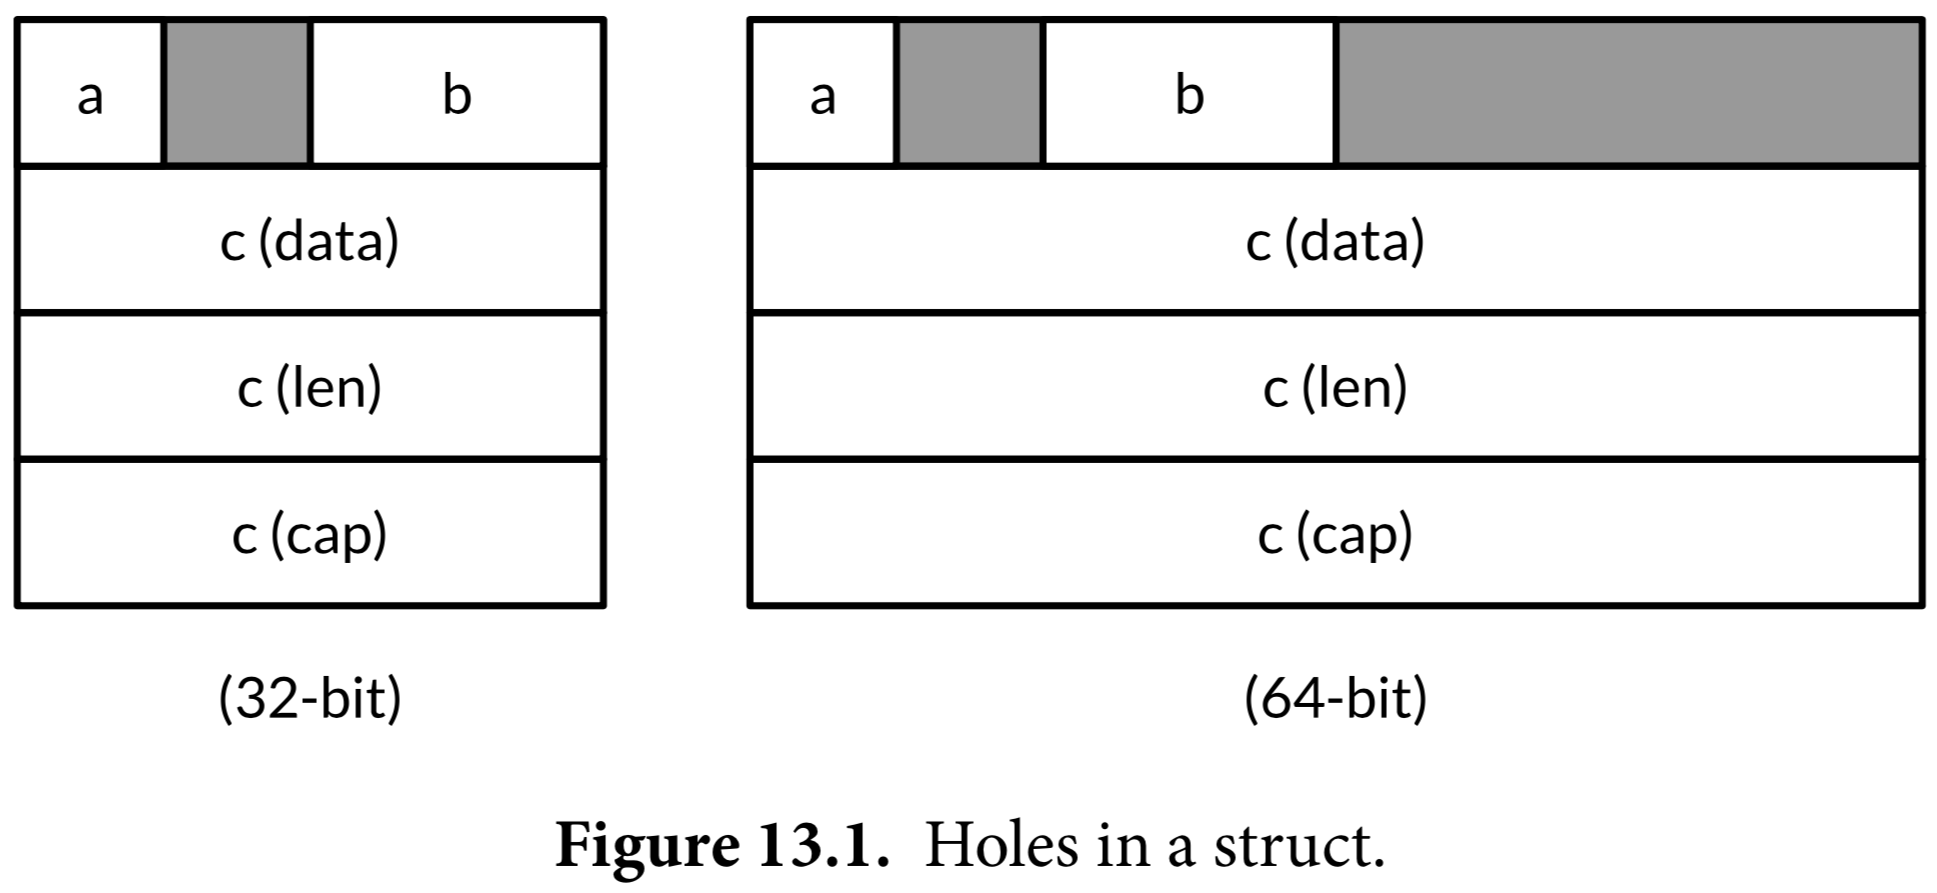 a b
a b
c (data)
c (data)
c (len)
c (len)
c (cap)
c (cap)
(32-bit)
(64-bit)
Figure 13.1. Holes in a struct.